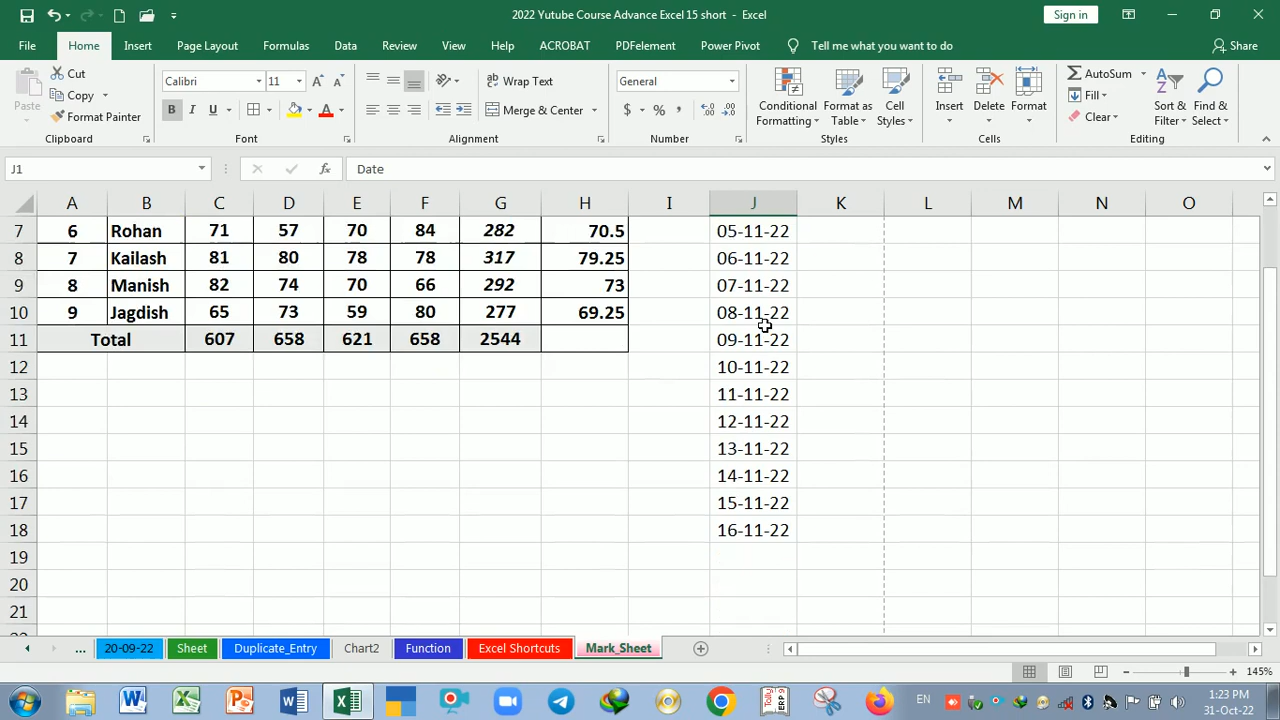 2022 Yutube Course Advance Excel 15 short - Excel
Sign in
File Home Insert Page Layout Formulas Data Review View Help ACROBAT PDFelement Power Pivot Tell me what you want to do Share
Paste Cut Copy Format Painter Clipboard
Calibri 11 B I U Font
Wrap Text Merge & Center Alignment
General $ % , Number
Conditional Formatting Format as Table Cell Styles Styles
Insert Delete Format Cells
AutoSum Fill Clear Sort & Filter Find & Select Editing
J1 fx Date
A B C D E F G H I J K L M N O
7 6 Rohan 71 57 70 84 282 70.5 05-11-22
8 7 Kailash 81 80 78 78 317 79.25 06-11-22
9 8 Manish 82 74 70 66 292 73 07-11-22
10 9 Jagdish 65 73 59 80 277 69.25 08-11-22
11 Total 607 658 621 658 2544 09-11-22
12 10-11-22
13 11-11-22
14 12-11-22
15 13-11-22
16 14-11-22
17 15-11-22
18 16-11-22
19
20
21
... 20-09-22 Sheet Duplicate_Entry Chart2 Function Excel Shortcuts Mark_Sheet
145%
EN 1:23 PM
31-Oct-22